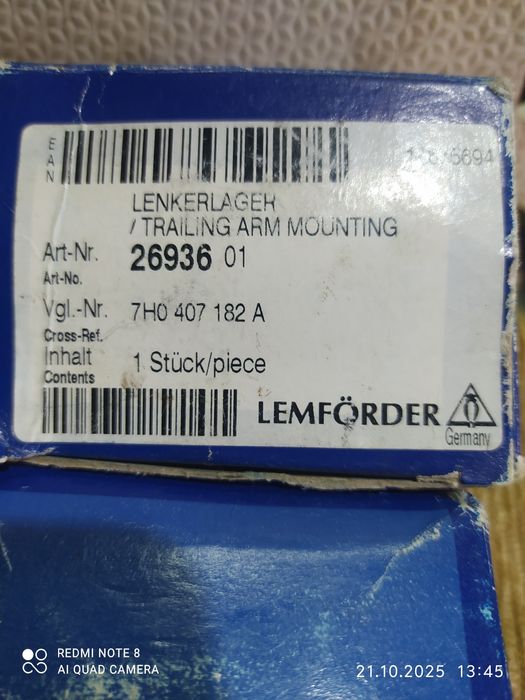 EAN
LENKERLAGER
/ TRAILING ARM MOUNTING
Art-Nr. 26936 01
Art-No.
Vgl.-Nr. 7H0 407 182 A
Cross-Ref.
Inhalt 1 Stück/piece
Contents
LEMFÖRDER
Germany
REDMI NOTE 8
AI QUAD CAMERA
21.10.2025 13:45